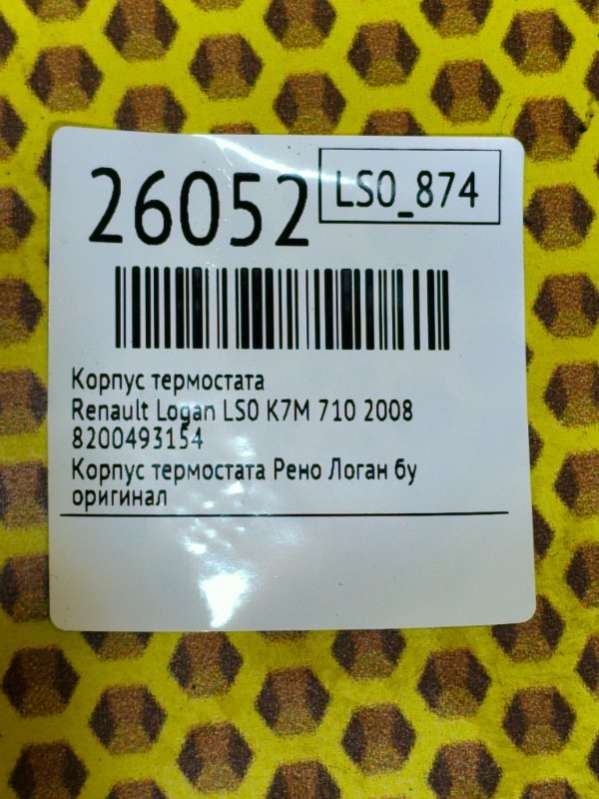 26052
LS0_874
Корпус термостата
Renault Logan LS0 K7M 710 2008
8200493154
Корпус термостата Рено Логан бу
оригинал